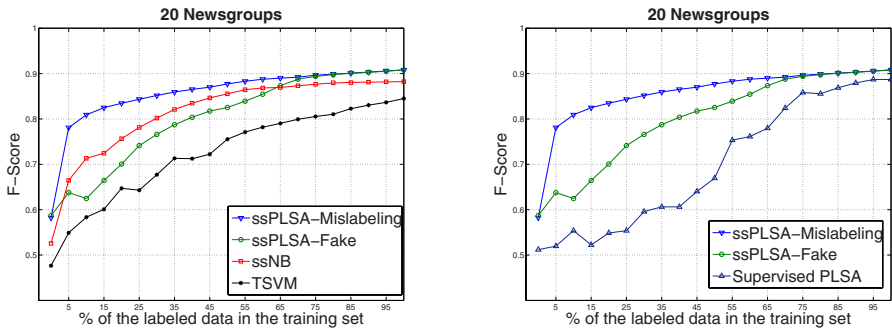 20 Newsgroups
1
0.9
0.8
0.7
0.6
0.5
F-Score
5 15 25 35 45 55 65 75 85 95
% of the labeled data in the training set
ssPLSA-Mislabeling
ssPLSA-Fake
ssNB
TSVM
20 Newsgroups
1
0.9
0.8
0.7
0.6
0.5
F-Score
5 15 25 35 45 55 65 75 85 95
% of the labeled data in the training set
ssPLSA-Mislabeling
ssPLSA-Fake
Supervised PLSA